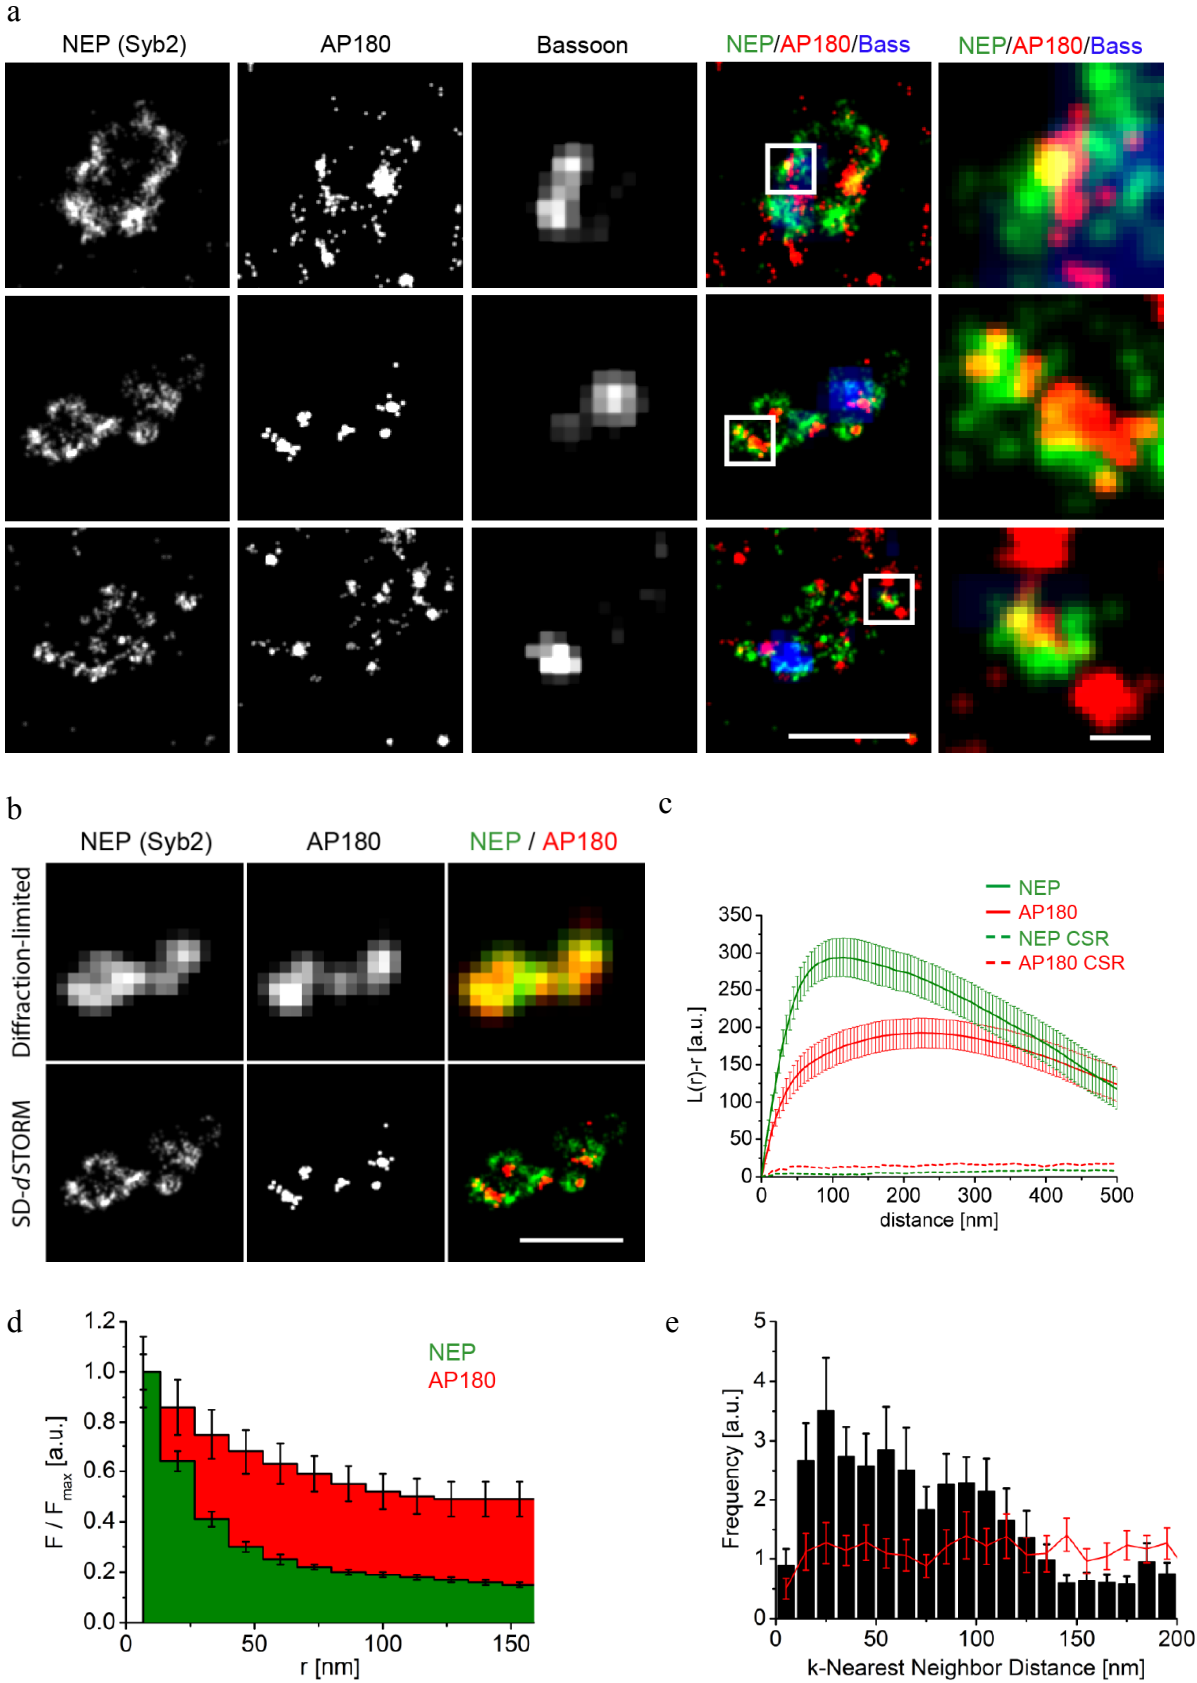 a
NEP (Syb2) AP180 Bassoon NEP/AP180/Bass NEP/AP180/Bass
b
NEP (Syb2) AP180 NEP / AP180
Diffraction-limited
SD-dSTORM
c
NEP
AP180
NEP CSR
AP180 CSR
350
300
250
200
150
100
50
0
L(r)-r [a.u.]
0 100 200 300 400 500
distance [nm]
d
NEP
AP180
1.2
1.0
0.8
0.6
0.4
0.2
0.0
F / Fmax [a.u.]
0 50 100 150
r [nm]
e
5
4
3
2
1
0
Frequency [a.u.]
0 50 100 150 200
k-Nearest Neighbor Distance [nm]